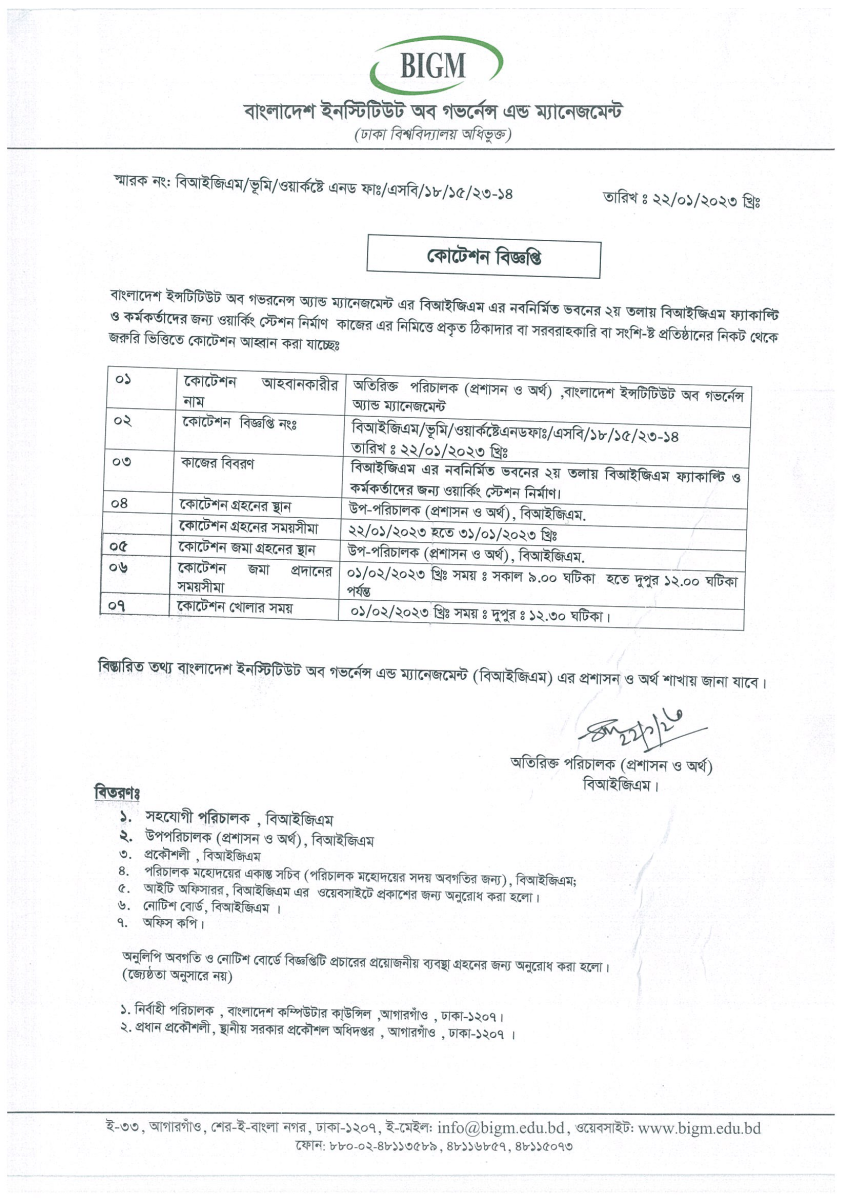 BIGM
বাংলাদেশ ইনস্টিটিউট অব গভর্নেন্স এন্ড ম্যানেজমেন্ট
(ঢাকা বিশ্ববিদ্যালয় অধিভুক্ত)
স্মারক নং: বিআইজিএম/ভূমি/ওয়ার্কষ্টে এনড ফাঃ/এসবি/১৮/১৫/২৩-১৪
তারিখ ঃ ২২/০১/২০২৩ খ্রিঃ
কোটেশন বিজ্ঞপ্তি
বাংলাদেশ ইন্সটিটিউট অব গভরনেন্স অ্যান্ড ম্যানেজমেন্ট এর বিআইজিএম এর নবনির্মিত ভবনের ২য় তলায় বিআইজিএম ফ্যাকাল্টি
ও কর্মকর্তাদের জন্য ওয়ার্কিং স্টেশন নির্মাণ কাজের এর নিমিত্তে প্রকৃত ঠিকাদার বা সরবরাহকারি বা সংশি-ষ্ট প্রতিষ্ঠানের নিকট থেকে
জরুরি ভিত্তিতে কোটেশন আহ্বান করা যাচ্ছেঃ
০১ কোটেশন আহবানকারীর অতিরিক্ত পরিচালক (প্রশাসন ও অর্থ) ,বাংলাদেশ ইন্সটিটিউট অব গভর্নেন্স
নাম অ্যান্ড ম্যানেজমেন্ট
০২ কোটেশন বিজ্ঞপ্তি নংঃ বিআইজিএম/ভূমি/ওয়ার্কষ্টেএনডফাঃ/এসবি/১৮/১৫/২৩-১৪
তারিখ ঃ ২২/০১/২০২৩ খ্রিঃ
০৩ কাজের বিবরণ বিআইজিএম এর নবনির্মিত ভবনের ২য় তলায় বিআইজিএম ফ্যাকাল্টি ও
কর্মকর্তাদের জন্য ওয়ার্কিং স্টেশন নির্মাণ।
০৪ কোটেশন গ্রহনের স্থান উপ-পরিচালক (প্রশাসন ও অর্থ), বিআইজিএম.
কোটেশন গ্রহনের সময়সীমা ২২/০১/২০২৩ হতে ৩১/০১/২০২৩ খ্রিঃ
০৫ কোটেশন জমা গ্রহনের স্থান উপ-পরিচালক (প্রশাসন ও অর্থ), বিআইজিএম.
০৬ কোটেশন জমা প্রদানের ০১/০২/২০২৩ খ্রিঃ সময় ঃ সকাল ৯.০০ ঘটিকা হতে দুপুর ১২.০০ ঘটিকা
সময়সীমা পর্যন্ত
০৭ কোটেশন খোলার সময় ০১/০২/২০২৩ খ্রিঃ সময় ঃ দুপুর ঃ ১২.৩০ ঘটিকা।
বিস্তারিত তথ্য বাংলাদেশ ইনস্টিটিউট অব গভর্নেন্স এন্ড ম্যানেজমেন্ট (বিআইজিএম) এর প্রশাসন ও অর্থ শাখায় জানা যাবে।
অতিরিক্ত পরিচালক (প্রশাসন ও অর্থ)
বিআইজিএম।
বিতরণঃ
১. সহযোগী পরিচালক , বিআইজিএম
২. উপপরিচালক (প্রশাসন ও অর্থ), বিআইজিএম
৩. প্রকৌশলী , বিআইজিএম
৪. পরিচালক মহোদয়ের একান্ত সচিব (পরিচালক মহোদয়ের সদয় অবগতির জন্য), বিআইজিএম;
৫. আইটি অফিসারর, বিআইজিএম এর ওয়েবসাইটে প্রকাশের জন্য অনুরোধ করা হলো।
৬. নোটিশ বোর্ড, বিআইজিএম ।
৭. অফিস কপি।
অনুলিপি অবগতি ও নোটিশ বোর্ডে বিজ্ঞপ্তিটি প্রচারের প্রয়োজনীয় ব্যবস্থা গ্রহনের জন্য অনুরোধ করা হলো।
(জ্যেষ্ঠতা অনুসারে নয়)
১. নির্বাহী পরিচালক , বাংলাদেশ কম্পিউটার কাউন্সিল ,আগারগাঁও , ঢাকা-১২০৭।
২. প্রধান প্রকৌশলী, স্থানীয় সরকার প্রকৌশল অধিদপ্তর , আগারগাঁও , ঢাকা-১২০৭ ।
ই-৩৩, আগারগাঁও, শের-ই-বাংলা নগর, ঢাকা-১২০৭, ই-মেইল: info@bigm.edu.bd, ওয়েবসাইট: www.bigm.edu.bd
ফোন: ৮৮০-০২-৪৮১১৩৫৮৯, ৪৮১১৬৮৫৭, ৪৮১১৫০৭৩